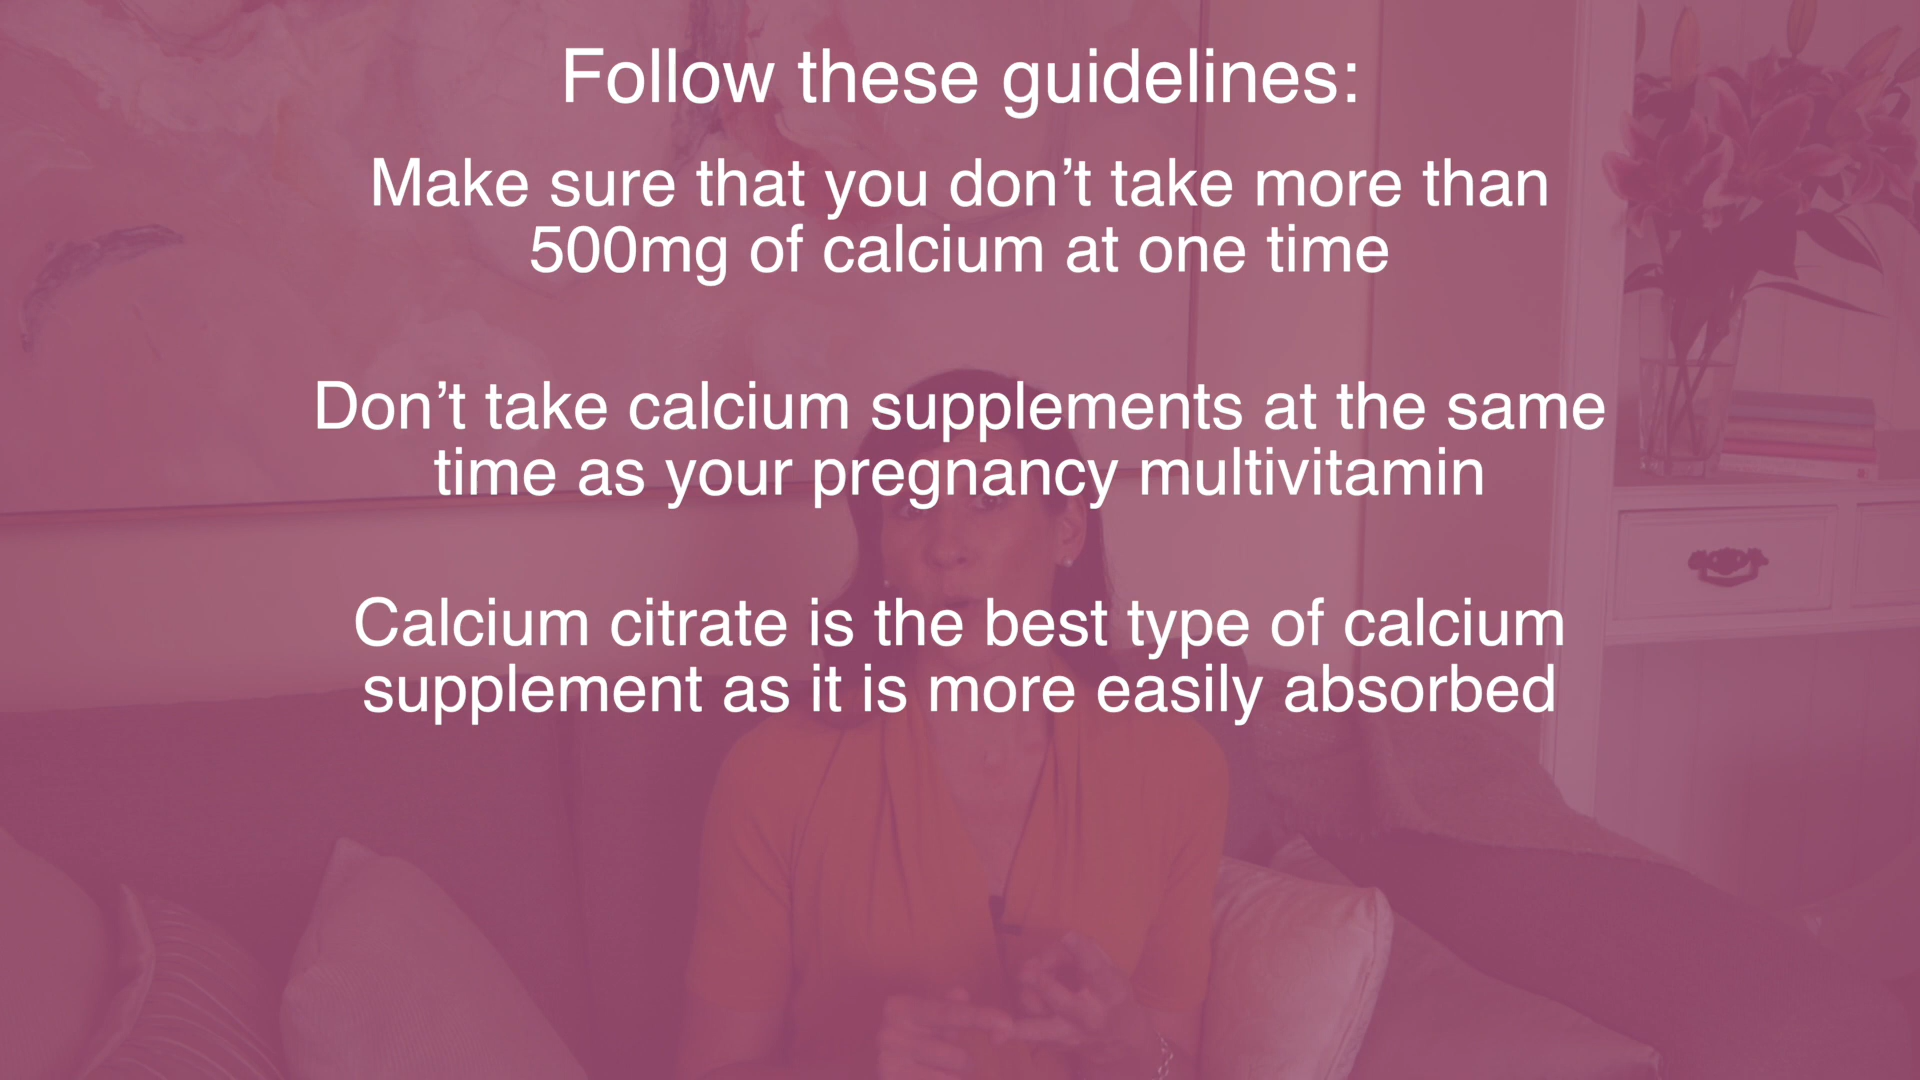 Follow these guidelines:
Make sure that you don’t take more than
500mg of calcium at one time
Don’t take calcium supplements at the same
time as your pregnancy multivitamin
Calcium citrate is the best type of calcium
supplement as it is more easily absorbed